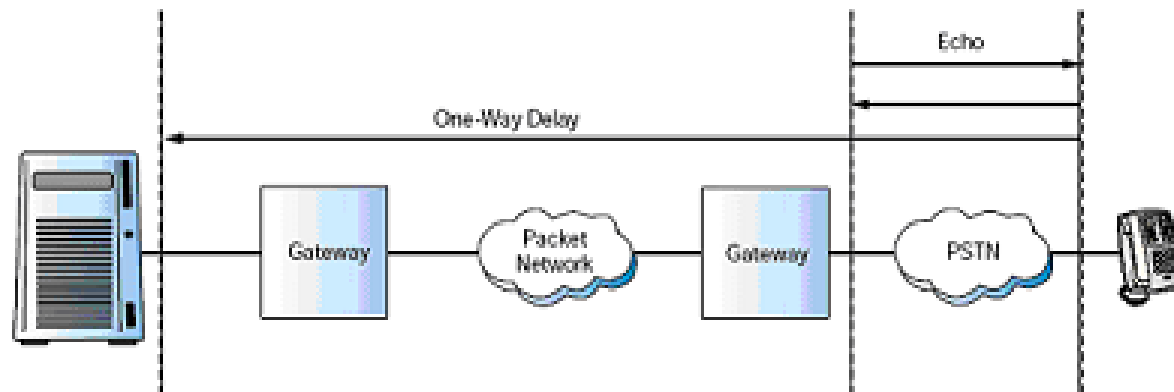 Echo
One-Way Delay
Gateway
Packet
Network
Gateway
PSTN